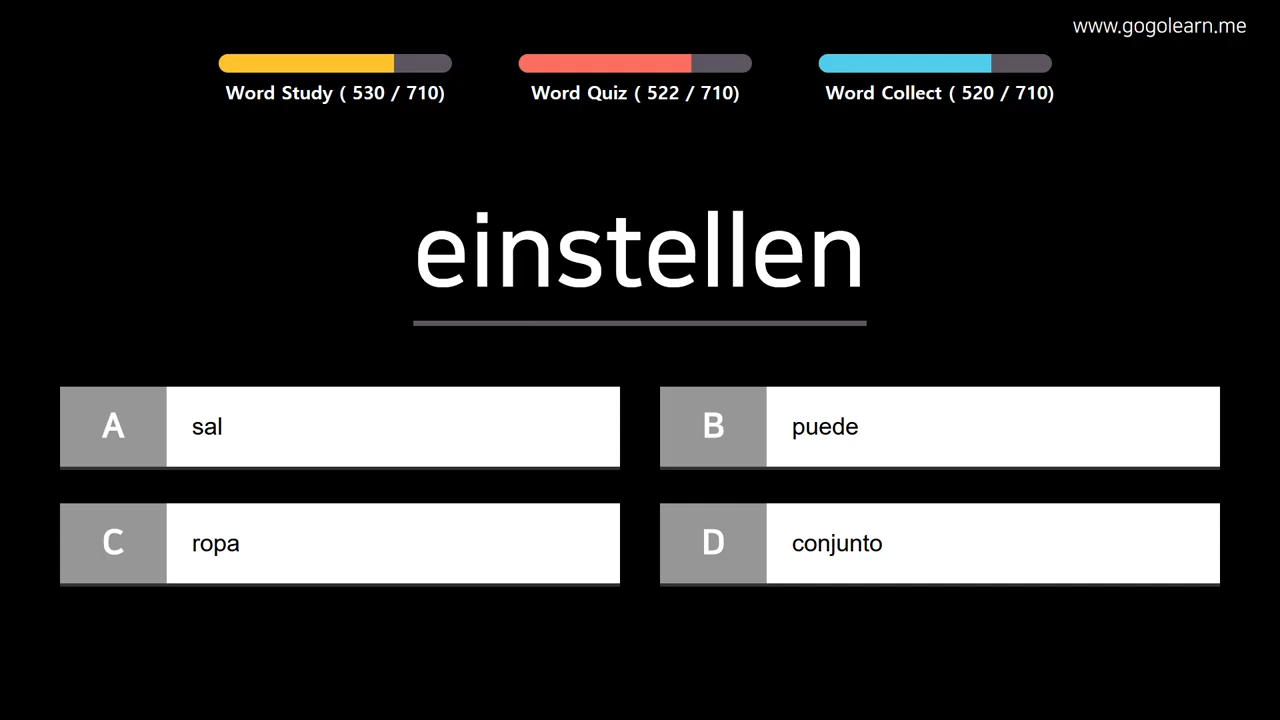 www.gogolearn.me
Word Study ( 530 / 710)
Word Quiz ( 522 / 710)
Word Collect ( 520 / 710)
einstellen
A sal
B puede
C ropa
D conjunto